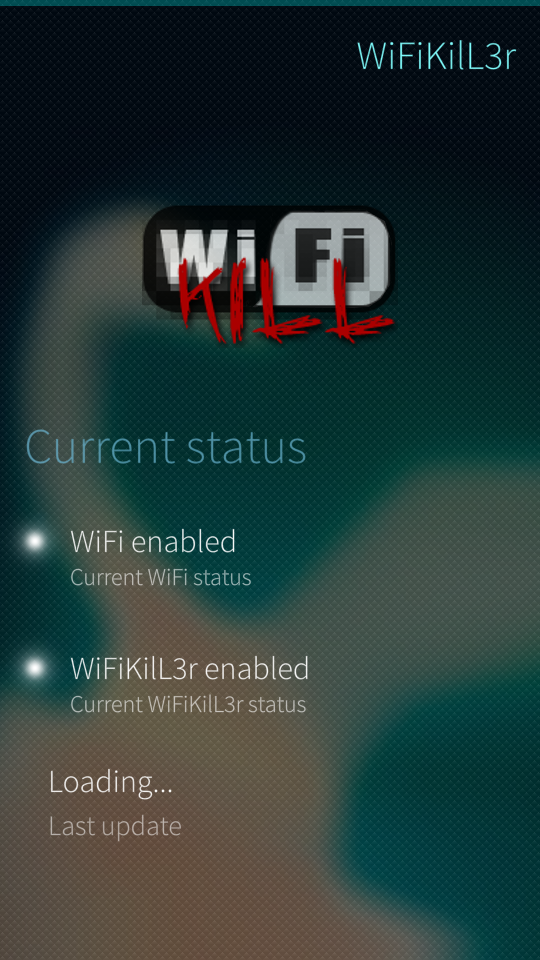 WiFiKilL3r
WiFi
KILL
Current status
WiFi enabled
Current WiFi status
WiFiKilL3r enabled
Current WiFiKilL3r status
Loading...
Last update